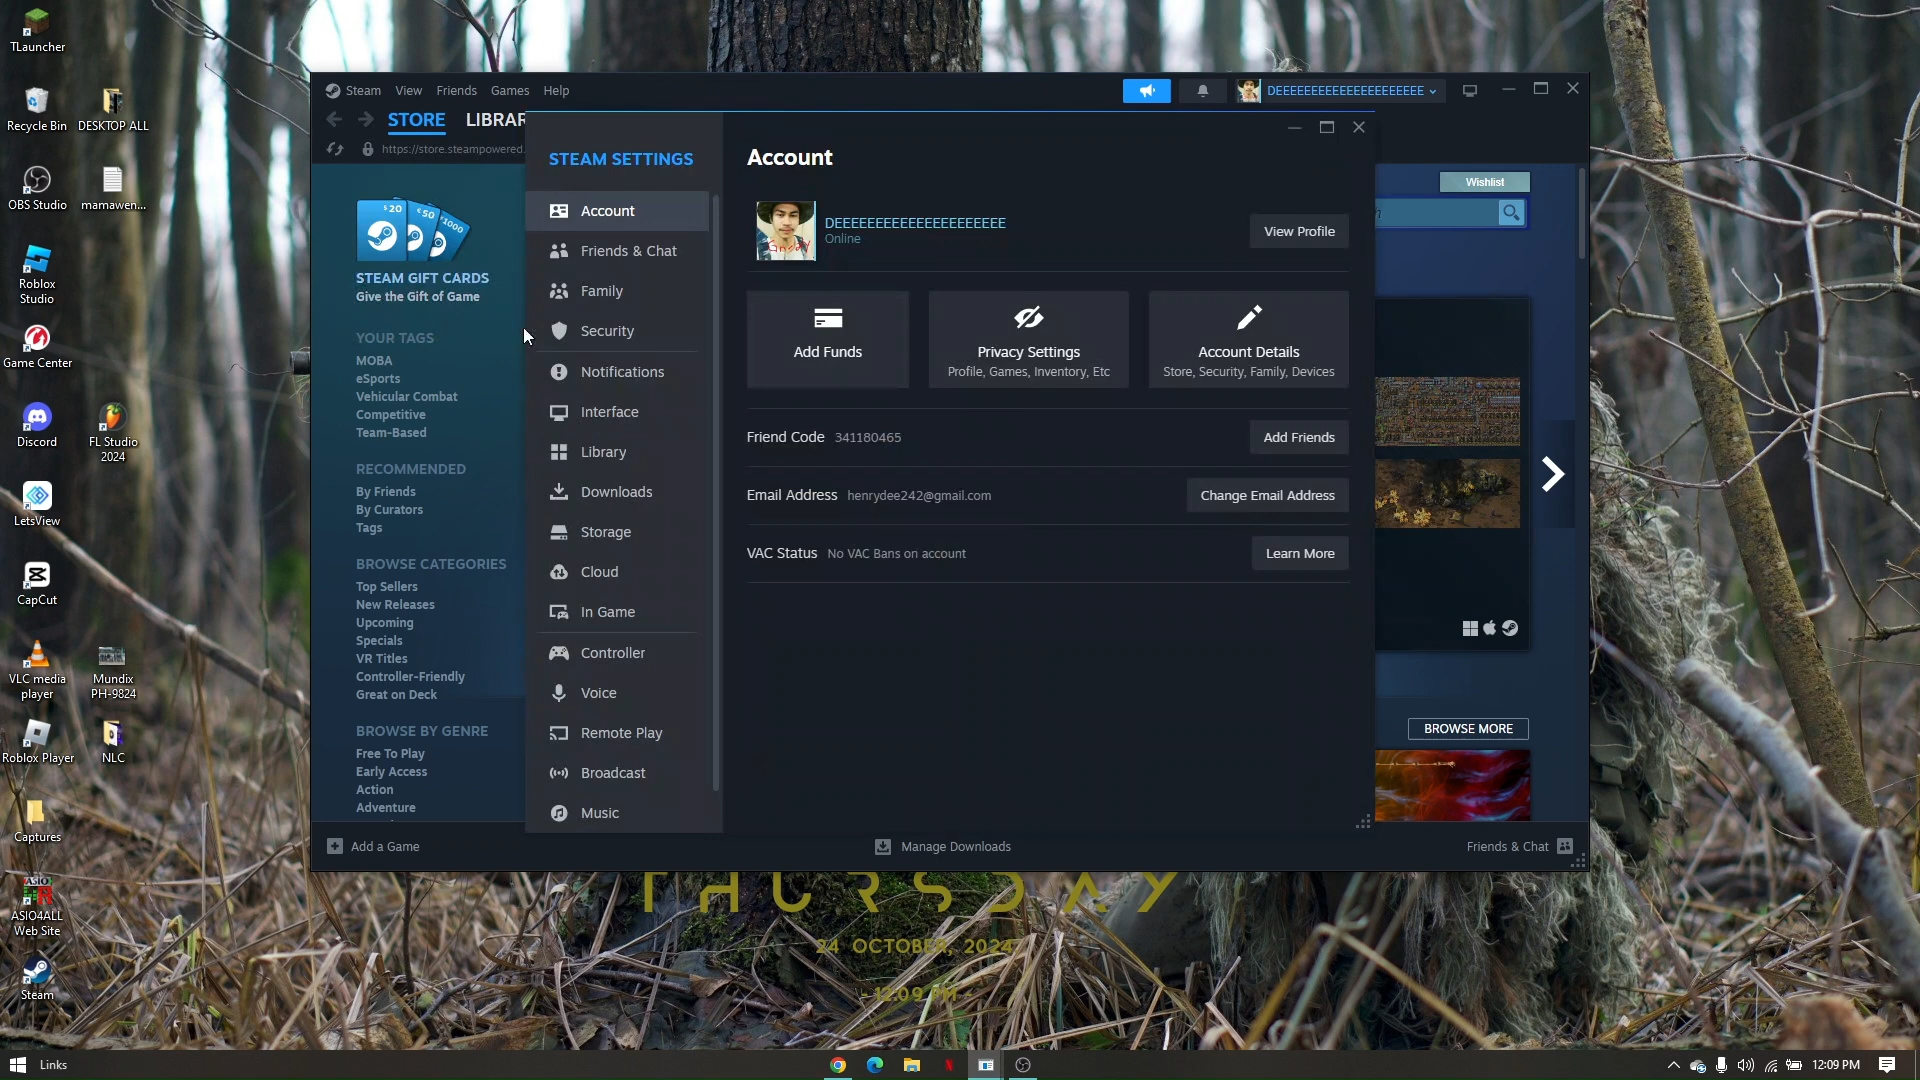 TLauncher
Recycle Bin
DESKTOP ALL
OBS Studio
mamawen...
Roblox
Studio
Game Center
Discord
FL Studio
2024
LetsView
CapCut
VLC media
player
Mundix
PH-9824
Roblox Player
NLC
Captures
ASIO4ALL
Web Site
Steam
Steam
View
Friends
Games
Help
DEEEEEEEEEEEEEEEEEEEEE
STORE
LIBRAR
https://store.steampowered.
$20
€50
$1000
STEAM GIFT CARDS
Give the Gift of Game
YOUR TAGS
MOBA
eSports
Vehicular Combat
Competitive
Team-Based
RECOMMENDED
By Friends
By Curators
Tags
BROWSE CATEGORIES
Top Sellers
New Releases
Upcoming
Specials
VR Titles
Controller-Friendly
Great on Deck
BROWSE BY GENRE
Free To Play
Early Access
Action
Adventure
STEAM SETTINGS
Account
Friends & Chat
Family
Security
Notifications
Interface
Library
Downloads
Storage
Cloud
In Game
Controller
Voice
Remote Play
Broadcast
Music
Account
DEEEEEEEEEEEEEEEEEEEEE
Online
View Profile
Add Funds
Privacy Settings
Profile, Games, Inventory, Etc
Account Details
Store, Security, Family, Devices
Friend Code 341180465
Add Friends
Email Address henrydee242@gmail.com
Change Email Address
VAC Status No VAC Bans on account
Learn More
Wishlist
BROWSE MORE
Add a Game
Manage Downloads
Friends & Chat
THURSDAY
24 OCTOBER, 2024
- 12:09 PM -
Links
12:09 PM